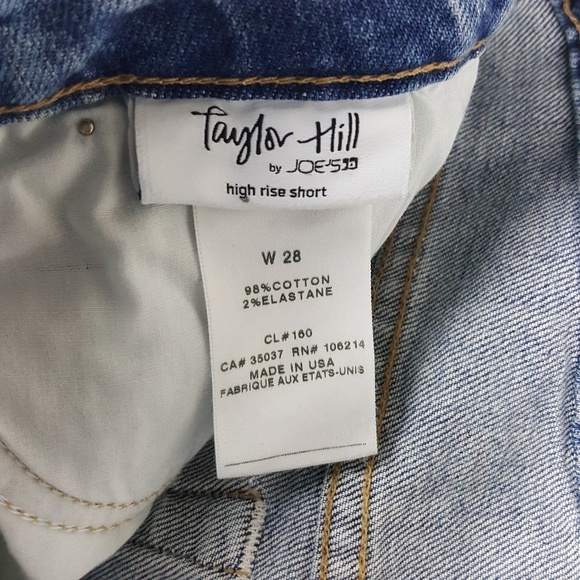 Taylor Hill
by JOE'S
high rise short
W 28
98%COTTON
2%ELASTANE
CL#160
CA# 35037 RN# 106214
MADE IN USA
FABRIQUE AUX ETATS-UNIS